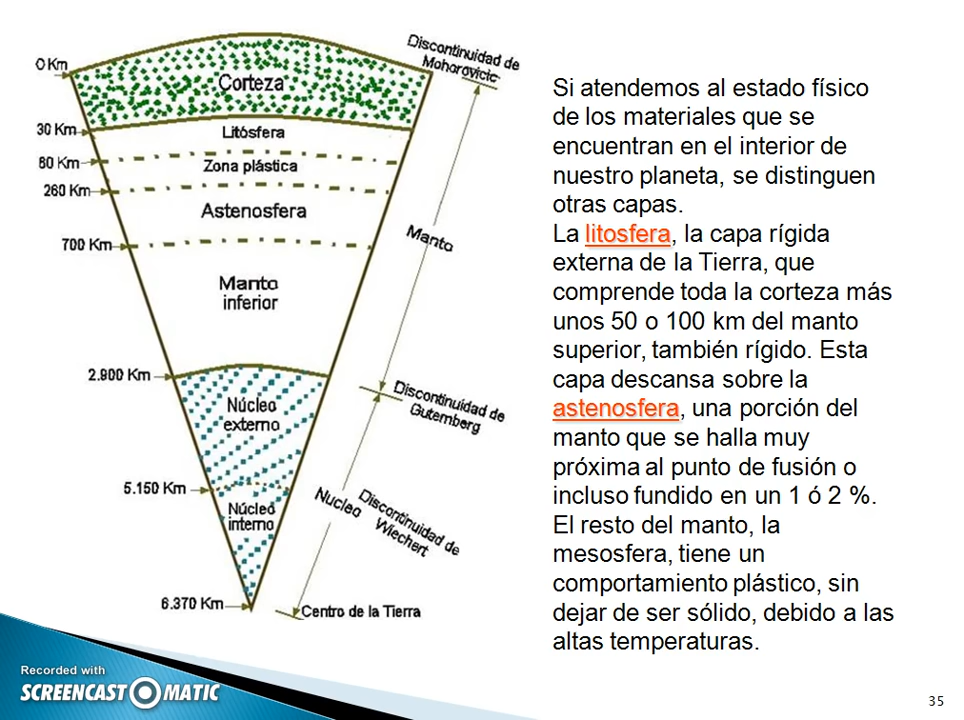 Discontinuidad de
Mohorovicic
0 Km
Corteza
30 Km
Litósfera
80 Km
Zona plástica
260 Km
Astenosfera
700 Km
Manto
Manto
inferior
2.900 Km
Núcleo
externo
Discontinuidad de
Gutemberg
5.150 Km
Núcleo
interno
Nucleo
Discontinuidad de
Wiechert
6.370 Km
Centro de la Tierra
Si atendemos al estado físico
de los materiales que se
encuentran en el interior de
nuestro planeta, se distinguen
otras capas.
La litosfera, la capa rígida
externa de la Tierra, que
comprende toda la corteza más
unos 50 o 100 km del manto
superior, también rígido. Esta
capa descansa sobre la
astenosfera, una porción del
manto que se halla muy
próxima al punto de fusión o
incluso fundido en un 1 ó 2 %.
El resto del manto, la
mesosfera, tiene un
comportamiento plástico, sin
dejar de ser sólido, debido a las
altas temperaturas.
Recorded with
SCREENCAST-O-MATIC
35